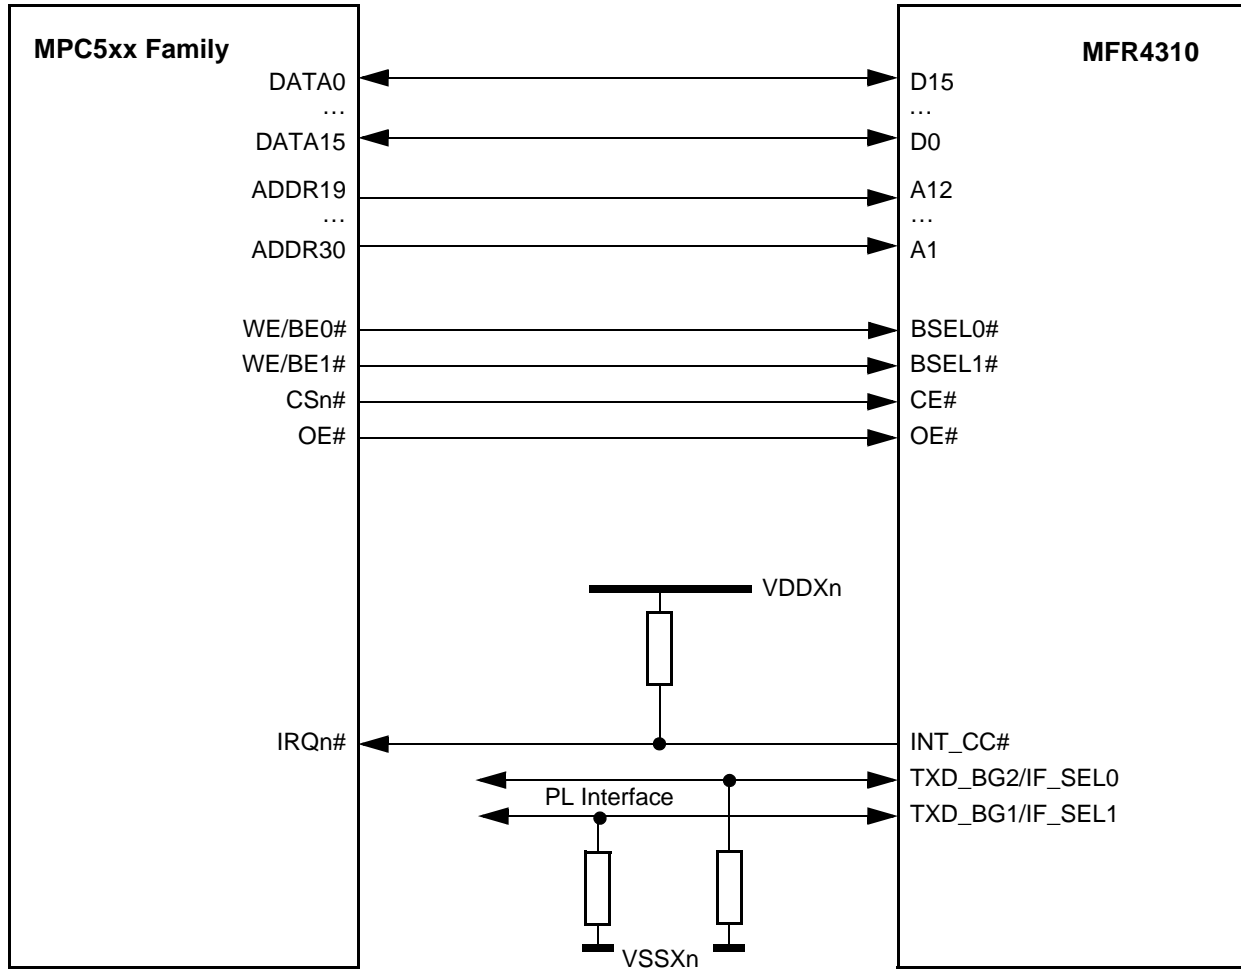 MPC5xx Family
MFR4310
DATA0
D15
...
...
DATA15
D0
ADDR19
A12
...
...
ADDR30
A1
WE/BE0#
BSEL0#
WE/BE1#
BSEL1#
CSn#
CE#
OE#
OE#
VDDXn
IRQn#
INT_CC#
TXD_BG2/IF_SEL0
PL Interface
TXD_BG1/IF_SEL1
VSSXn